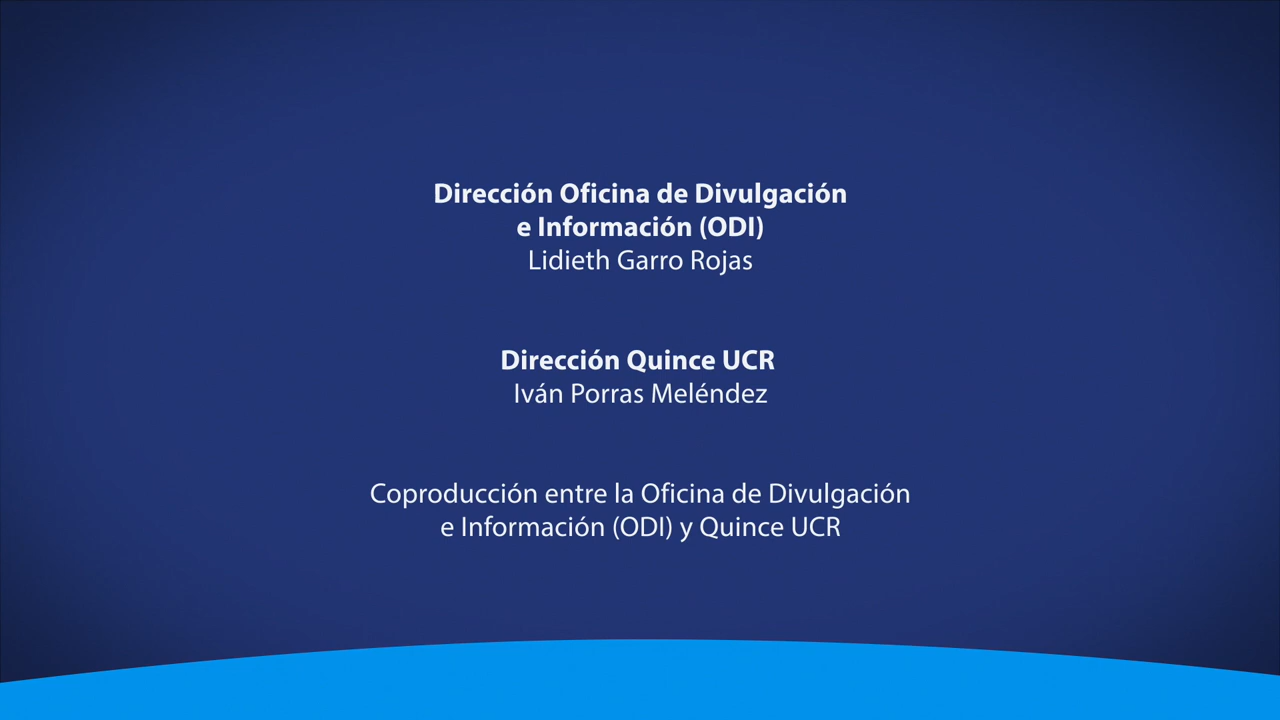 Dirección Oficina de Divulgación
e Información (ODI)
Lidieth Garro Rojas
Dirección Quince UCR
Iván Porras Meléndez
Coproducción entre la Oficina de Divulgación
e Información (ODI) y Quince UCR